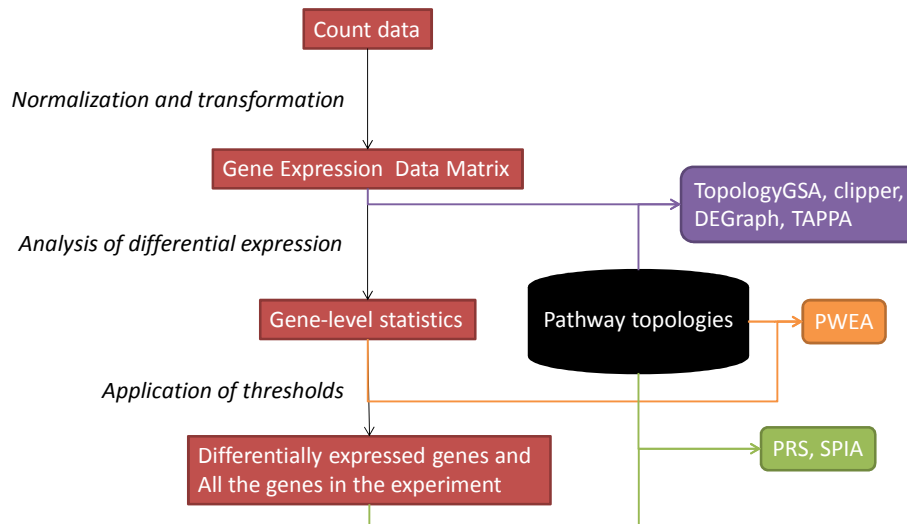 Count data
Normalization and transformation
Gene Expression Data Matrix
TopologyGSA, clipper,
DEGraph, TAPPA
Analysis of differential expression
Gene-level statistics
Pathway topologies
PWEA
Application of thresholds
Differentially expressed genes and
All the genes in the experiment
PRS, SPIA